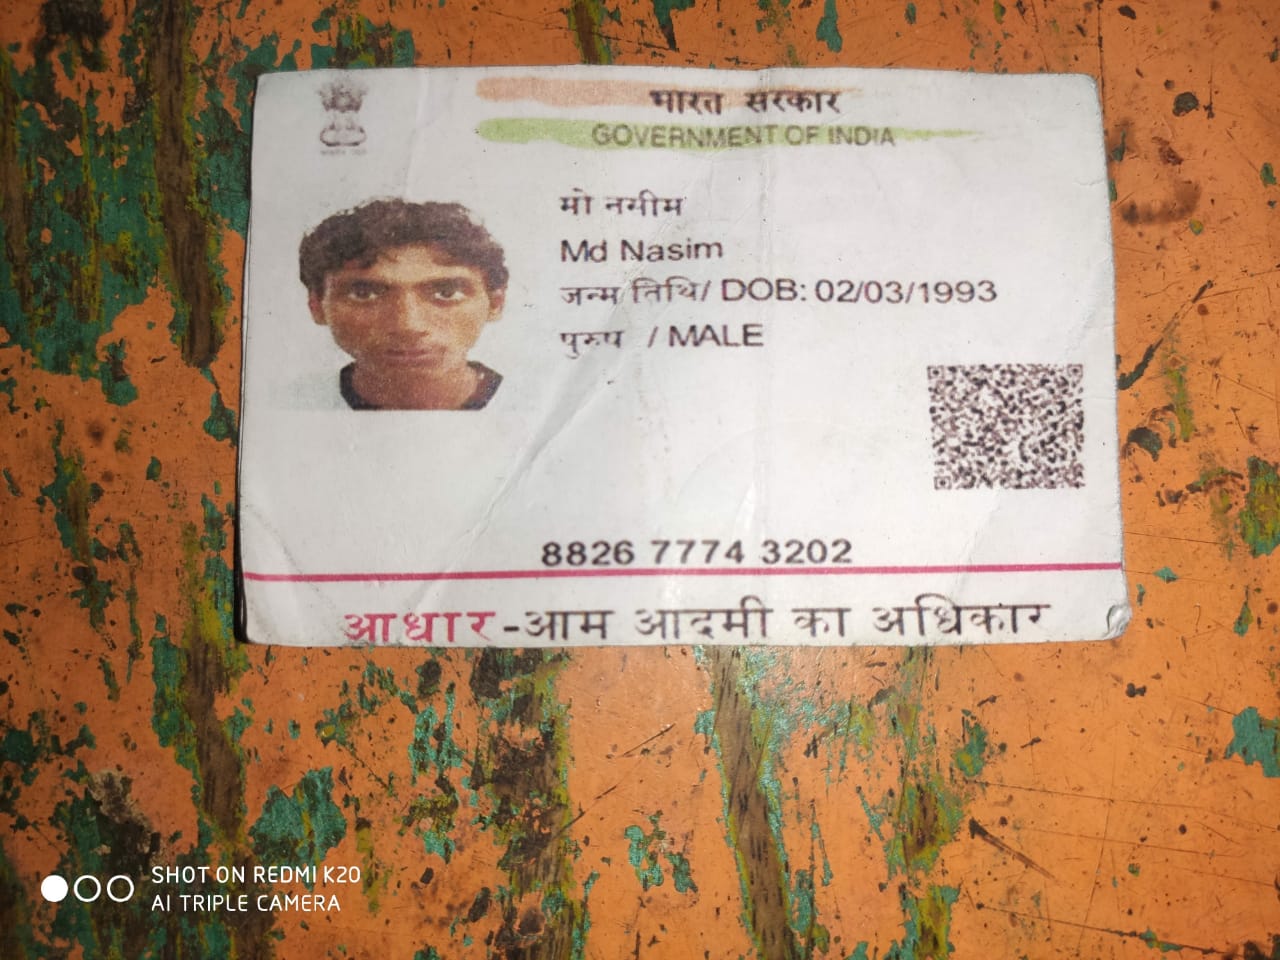 भारत सरकार
GOVERNMENT OF INDIA
मो नसीम
Md Nasim
जन्म तिथि/ DOB: 02/03/1993
पुरुष / MALE
8826 7774 3202
आधार-आम आदमी का अधिकार
SHOT ON REDMI K20
AI TRIPLE CAMERA